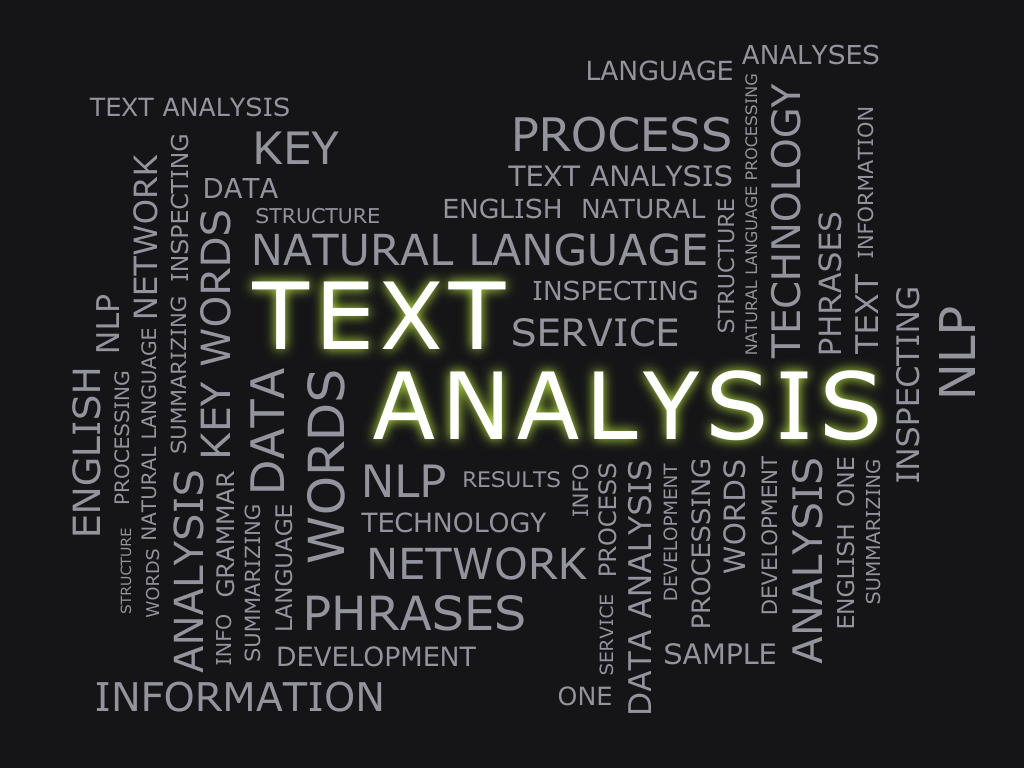 ANALYSES
LANGUAGE
TEXT ANALYSIS
KEY
PROCESS
TEXT ANALYSIS
DATA
STRUCTURE
ENGLISH
NATURAL
NATURAL LANGUAGE
TEXT
INSPECTING
SERVICE
ANALYSIS
NLP
RESULTS
TECHNOLOGY
NETWORK
PHRASES
DEVELOPMENT
SAMPLE
INFORMATION
ONE
ENGLISH
NLP
PROCESSING
STRUCTURE
NETWORK
NATURAL LANGUAGE
WORDS
INSPECTING
SUMMARIZING
ANALYSIS
KEY WORDS
GRAMMAR
INFO
DATA
SUMMARIZING
LANGUAGE
WORDS
INFO
PROCESS
SERVICE
DATA ANALYSIS
DEVELOPMENT
PROCESSING
WORDS
STRUCTURE
NATURAL LANGUAGE PROCESSING
DEVELOPMENT
TECHNOLOGY
ANALYSIS
PHRASES
ONE
ENGLISH
INFORMATION
TEXT
SUMMARIZING
INSPECTING
NLP